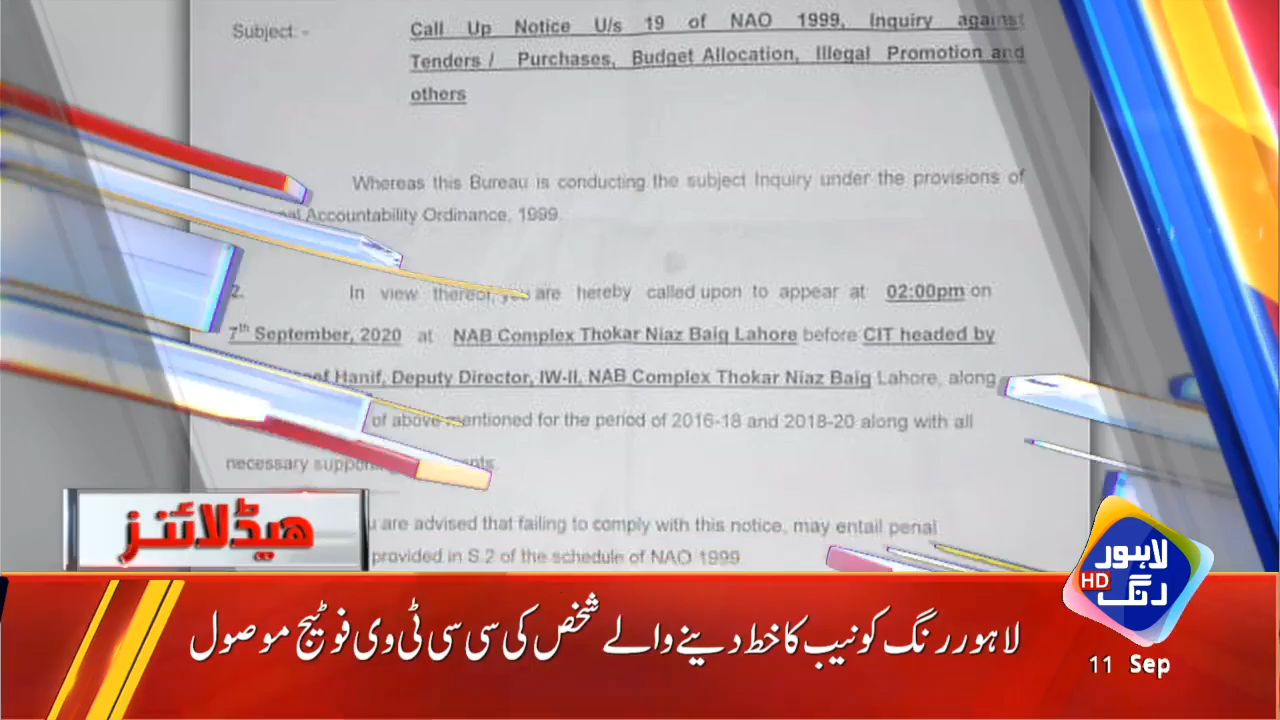 Subject:-
Call Up Notice U/s 19 of NAO 1999, Inquiry against
Tenders / Purchases, Budget Allocation, Illegal Promotion and
others
Whereas this Bureau is conducting the subject Inquiry under the provisions of
Accountability Ordinance, 1999.
2. In view thereof, you are hereby called upon to appear at 02:00pm on
7th September, 2020 at NAB Complex Thokar Niaz Baig Lahore before CIT headed by
Hanif, Deputy Director, IW-II, NAB Complex Thokar Niaz Baig Lahore, along
of above mentioned for the period of 2016-18 and 2018-20 along with all
necessary
are advised that failing to comply with this notice, may entail penal
provided in S.2 of the schedule of NAO 1999
ہیڈلائنز
لاہور رنگ HD
لاہور رنگ کو نیب کا خط دینے والے شخص کی سی سی ٹی وی فوٹیج موصول
11 Sep